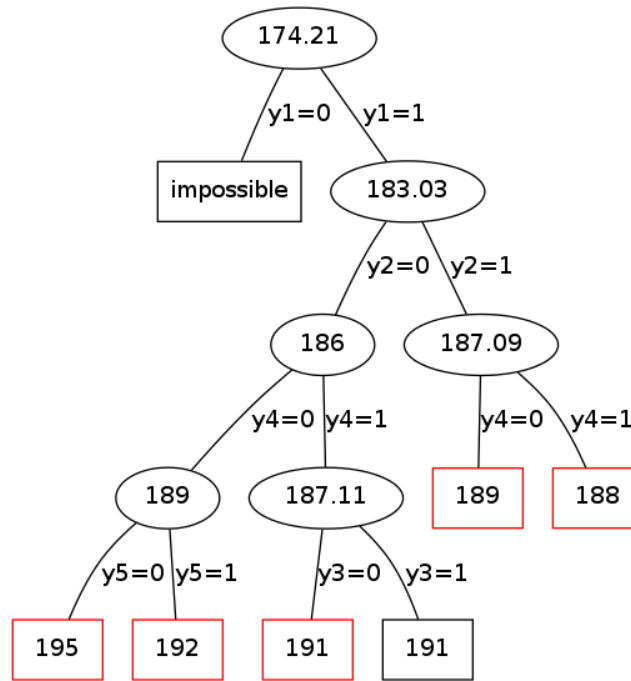 174.21
y1=0
y1=1
impossible
183.03
y2=0
y2=1
186
187.09
y4=0
y4=1
y4=0
y4=1
189
187.11
189
188
y5=0
y5=1
y3=0
y3=1
195
192
191
191